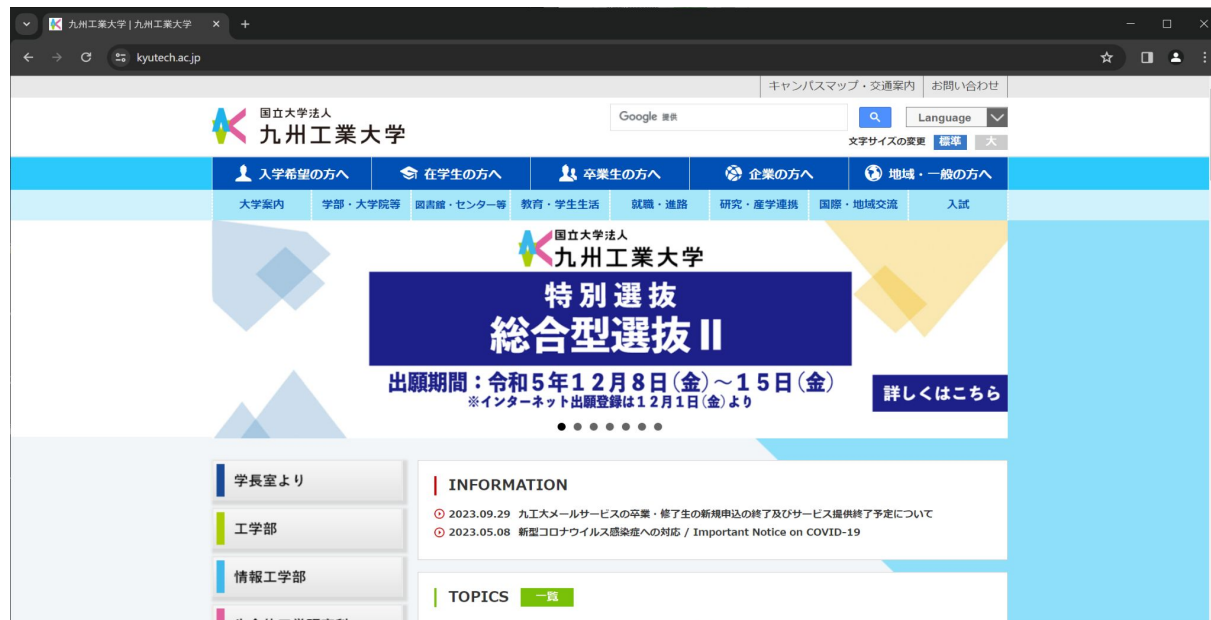 九州工業大学 | 九州工業大学
kyutech.ac.jp
キャンパスマップ・交通案内 お問い合わせ
国立大学法人
九州工業大学
Google 提供
Language
文字サイズの変更 標準 大
入学希望の方へ 在学生の方へ 卒業生の方へ 企業の方へ 地域・一般の方へ
大学案内 学部・大学院等 図書館・センター等 教育・学生生活 就職・進路 研究・産学連携 国際・地域交流 入試
国立大学法人
九州工業大学
特別選抜
総合型選抜II
出願期間：令和5年12月8日(金)～15日(金)
※インターネット出願登録は12月1日(金)より
詳しくはこちら
学長室より
工学部
情報工学部
INFORMATION
2023.09.29 九工大メールサービスの卒業・修了生の新規申込の終了及びサービス提供終了予定について
2023.05.08 新型コロナウイルス感染症への対応 / Important Notice on COVID-19
TOPICS 一覧